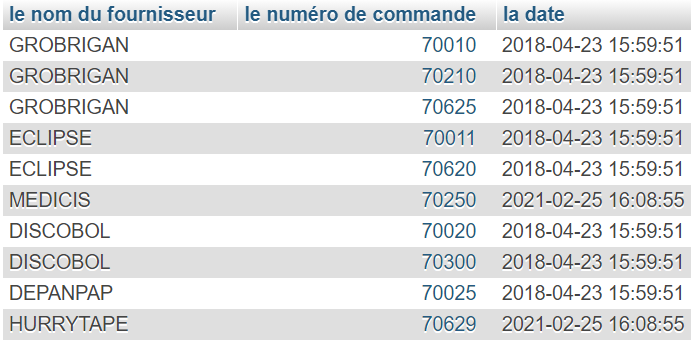 le nom du fournisseur le numéro de commande la date
GROBRIGAN 70010 2018-04-23 15:59:51
GROBRIGAN 70210 2018-04-23 15:59:51
GROBRIGAN 70625 2018-04-23 15:59:51
ECLIPSE 70011 2018-04-23 15:59:51
ECLIPSE 70620 2018-04-23 15:59:51
MEDICIS 70250 2021-02-25 16:08:55
DISCOBOL 70020 2018-04-23 15:59:51
DISCOBOL 70300 2018-04-23 15:59:51
DEPANPAP 70025 2018-04-23 15:59:51
HURRYTAPE 70629 2021-02-25 16:08:55